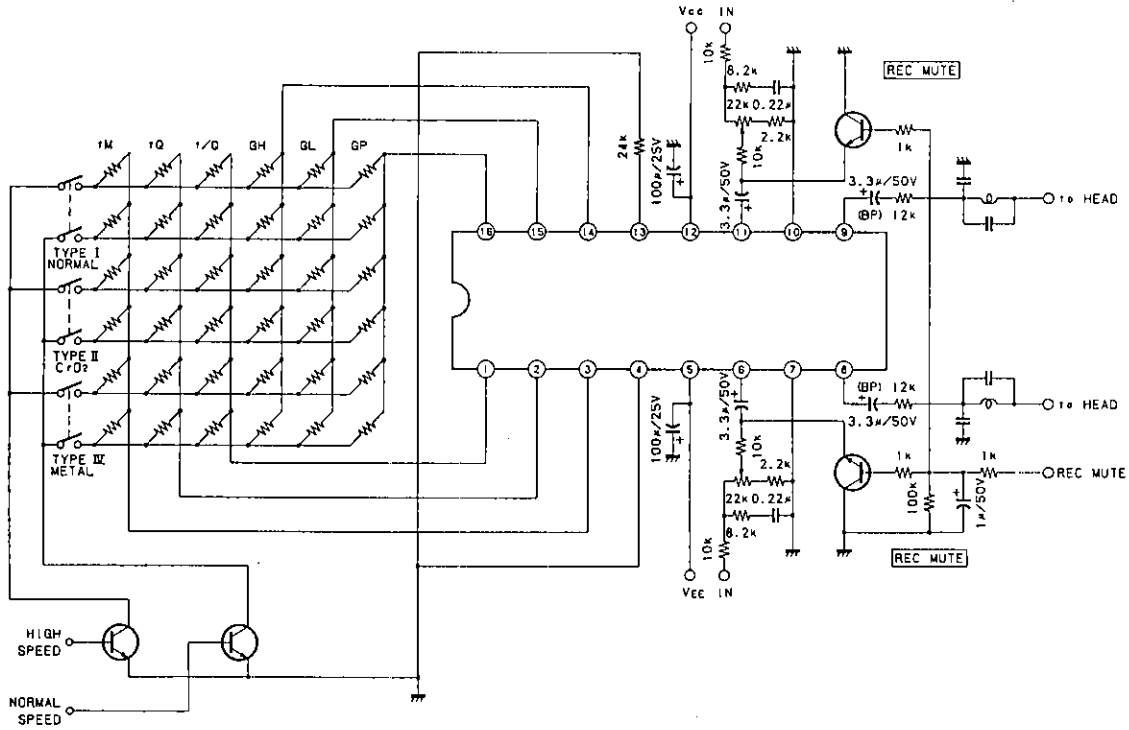 Vcc IN
10k
8.2k
22k 0.22μ
2.2k
10k
REC MUTE
1k
fM fQ f/Q GH GL GP
24k
100μ/25V
3.3μ/50V
3.3μ/50V
(BP) 12k
to HEAD
TYPE I
NORMAL
16 15 14 13 12 11 10 9
TYPE II
CrO2
1 2 3 4 5 6 7 8
TYPE IV
METAL
100μ/25V
3.3μ/50V
(BP) 12k
3.3μ/50V
to HEAD
10k
2.2k
22k 0.22μ
8.2k
10k
1k
1k
REC MUTE
100k
1μ/50V
REC MUTE
VEE IN
HIGH
SPEED
NORMAL
SPEED